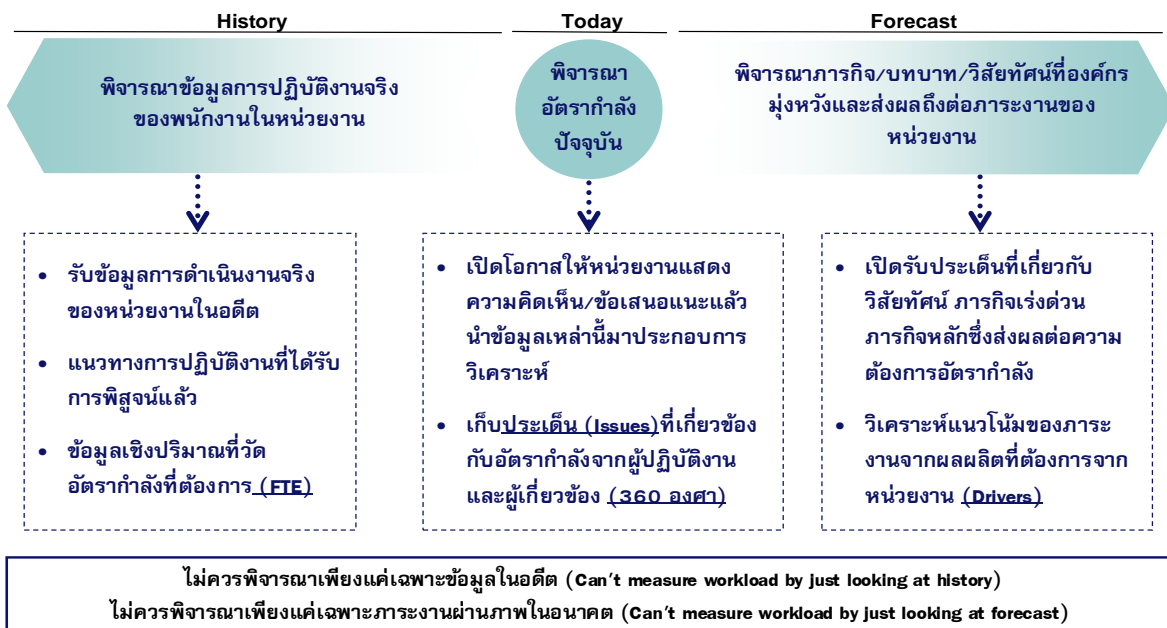 History
Today
Forecast
พิจารณาข้อมูลการปฏิบัติงานจริง
ของพนักงานในหน่วยงาน
พิจารณา
อัตรากำลัง
ปัจจุบัน
พิจารณาภารกิจ/บทบาท/วิสัยทัศน์ที่องค์กร
มุ่งหวังและส่งผลถึงต่อภาระงานของ
หน่วยงาน
• รับข้อมูลการดำเนินงานจริง
ของหน่วยงานในอดีต
• แนวทางการปฏิบัติงานที่ได้รับ
การพิสูจน์แล้ว
• ข้อมูลเชิงปริมาณที่วัด
อัตรากำลังที่ต้องการ (FTE)
• เปิดโอกาสให้หน่วยงานแสดง
ความคิดเห็น/ข้อเสนอแนะแล้ว
นำข้อมูลเหล่านี้มาประกอบการ
วิเคราะห์
• เก็บประเด็น (Issues)ที่เกี่ยวข้อง
กับอัตรากำลังจากผู้ปฏิบัติงาน
และผู้เกี่ยวข้อง (360 องศา)
• เปิดรับประเด็นที่เกี่ยวกับ
วิสัยทัศน์ ภารกิจเร่งด่วน
ภารกิจหลักซึ่งส่งผลต่อความ
ต้องการอัตรากำลัง
• วิเคราะห์แนวโน้มของภาระ
งานจากผลผลิตที่ต้องการจาก
หน่วยงาน (Drivers)
ไม่ควรพิจารณาเพียงแค่เฉพาะข้อมูลในอดีต (Can't measure workload by just looking at history)
ไม่ควรพิจารณาเพียงแค่เฉพาะภาระงานผ่านภาพในอนาคต (Can't measure workload by just looking at forecast)